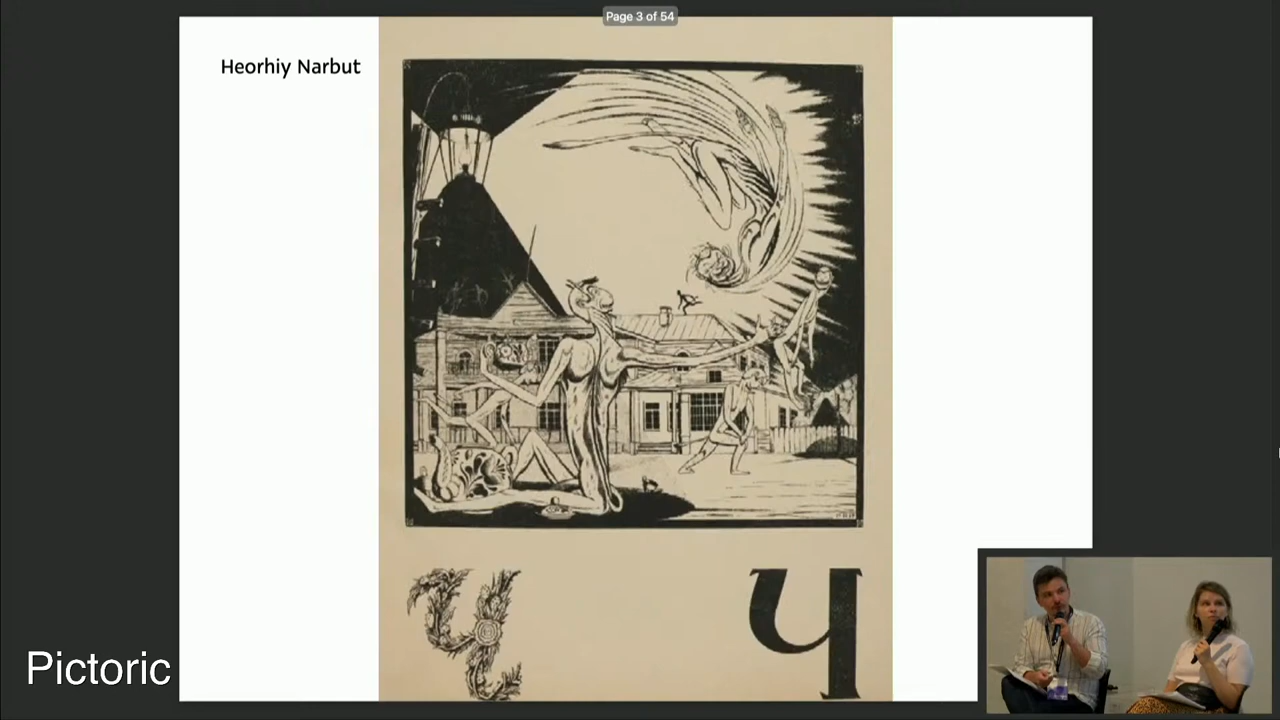 Page 3 of 54
Heorhiy Narbut
Ч Ч
Pictoric